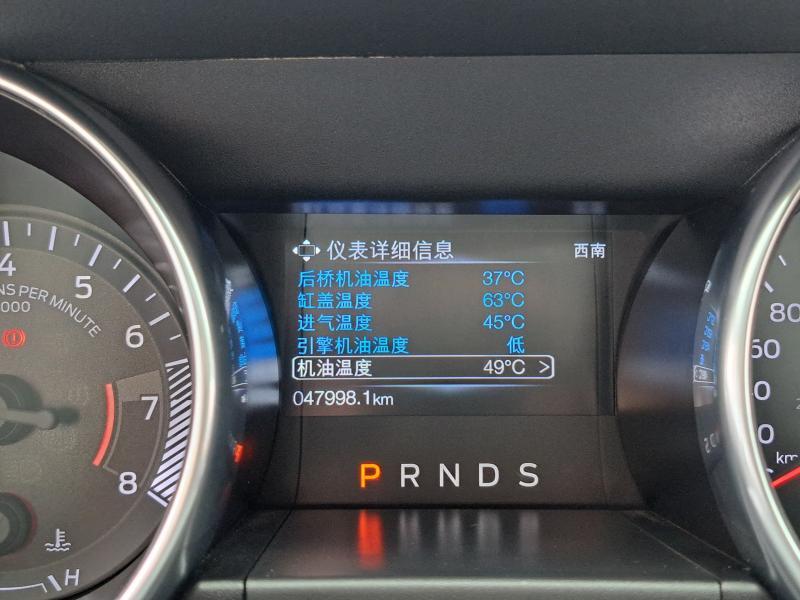 仪表详细信息 西南
后桥机油温度 37°C
缸盖温度 63°C
进气温度 45°C
引擎机油温度 低
机油温度 49°C >
047998.1km
P R N D S
4
5
6
7
8
NS PER MINUTE
000
H
80
60
40
0
km